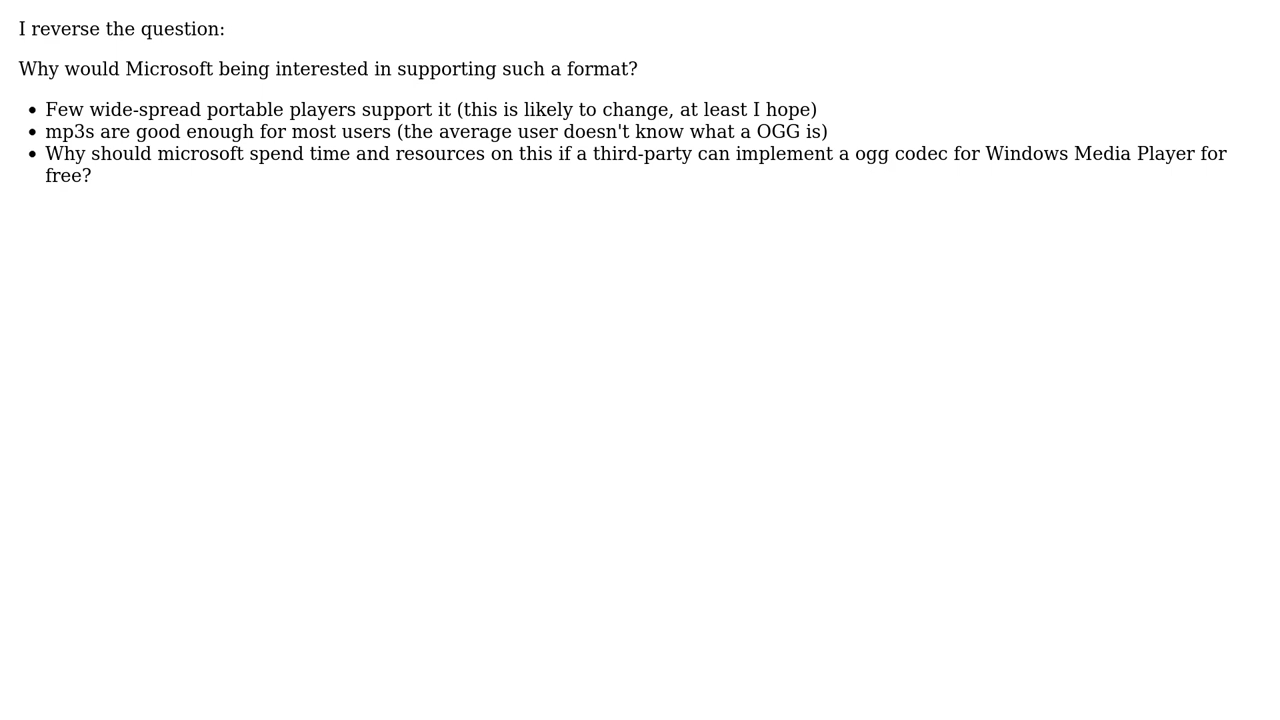 I reverse the question:
Why would Microsoft being interested in supporting such a format?
• Few wide-spread portable players support it (this is likely to change, at least I hope)
• mp3s are good enough for most users (the average user doesn't know what a OGG is)
• Why should microsoft spend time and resources on this if a third-party can implement a ogg codec for Windows Media Player for
free?